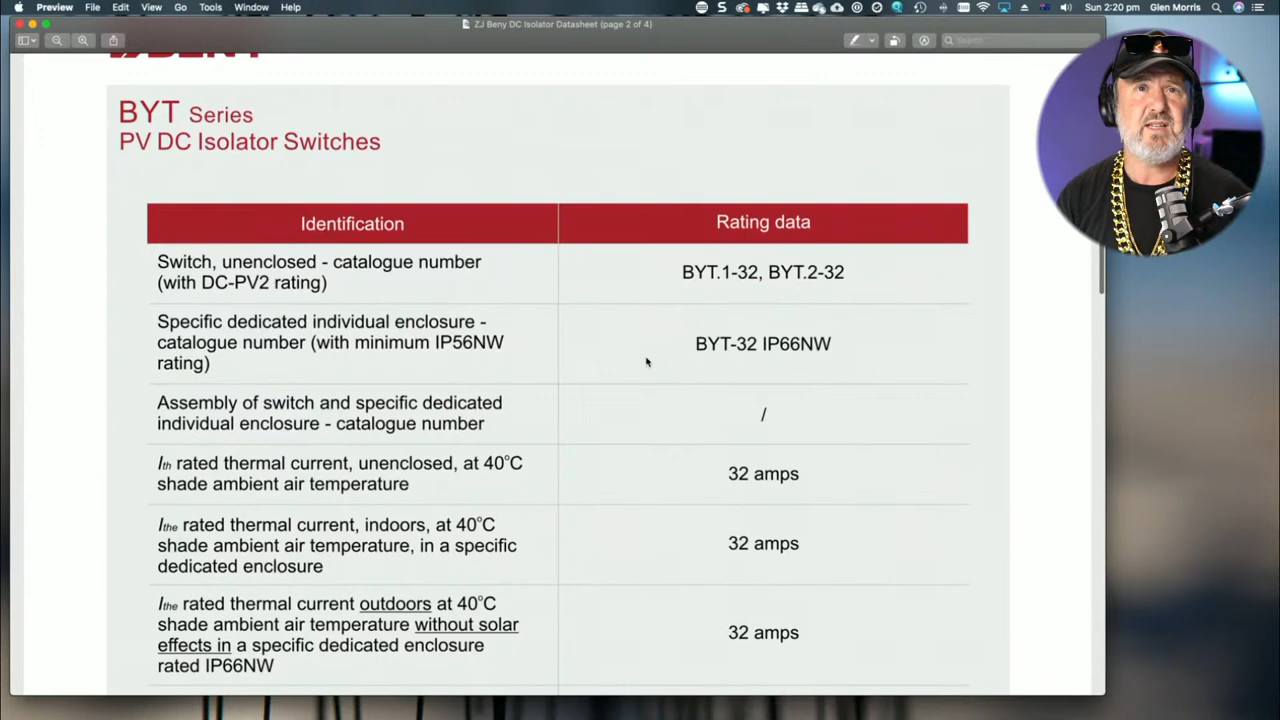 Preview File Edit View Go Tools Window Help
Glen Morris
Sun 2:20 pm
ZJ Beny DC Isolator Datasheet (page 2 of 4)
Search
BYT Series
PV DC Isolator Switches
Identification
Rating data
Switch, unenclosed - catalogue number
(with DC-PV2 rating)
BYT.1-32, BYT.2-32
Specific dedicated individual enclosure -
catalogue number (with minimum IP56NW
rating)
BYT-32 IP66NW
Assembly of switch and specific dedicated
individual enclosure - catalogue number
/
Ith rated thermal current, unenclosed, at 40°C
shade ambient air temperature
32 amps
Ithe rated thermal current, indoors, at 40°C
shade ambient air temperature, in a specific
dedicated enclosure
32 amps
Ithe rated thermal current outdoors at 40°C
shade ambient air temperature without solar
effects in a specific dedicated enclosure
rated IP66NW
32 amps